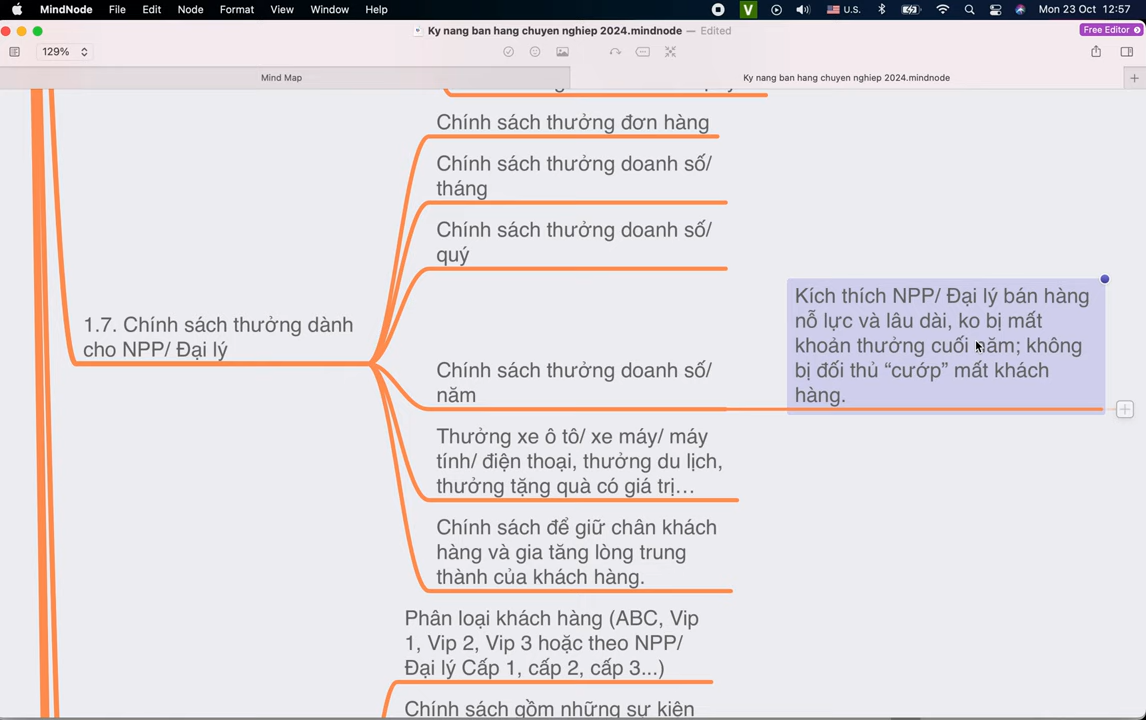 MindNode File Edit Node Format View Window Help
V
U.S.
Mon 23 Oct 12:57
Ky nang ban hang chuyen nghiep 2024.mindnode — Edited
Free Editor
129%
Mind Map
Ky nang ban hang chuyen nghiep 2024.mindnode
Chính sách thưởng đơn hàng
Chính sách thưởng doanh số/
tháng
Chính sách thưởng doanh số/
quý
1.7. Chính sách thưởng dành
cho NPP/ Đại lý
Chính sách thưởng doanh số/
năm
Kích thích NPP/ Đại lý bán hàng
nỗ lực và lâu dài, ko bị mất
khoản thưởng cuối năm; không
bị đối thủ “cướp” mất khách
hàng.
Thưởng xe ô tô/ xe máy/ máy
tính/ điện thoại, thưởng du lịch,
thưởng tặng quà có giá trị...
Chính sách để giữ chân khách
hàng và gia tăng lòng trung
thành của khách hàng.
Phân loại khách hàng (ABC, Vip
1, Vip 2, Vip 3 hoặc theo NPP/
Đại lý Cấp 1, cấp 2, cấp 3...)
Chính sách gồm những sự kiện